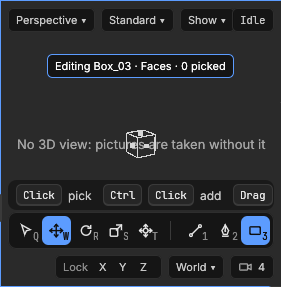 Perspective Standard Show Idle
Editing Box_03 · Faces · 0 picked
No 3D view: pictures are taken without it
Click pick Ctrl Click add Drag
Q W R S T 1 2 3
Lock X Y Z World 4